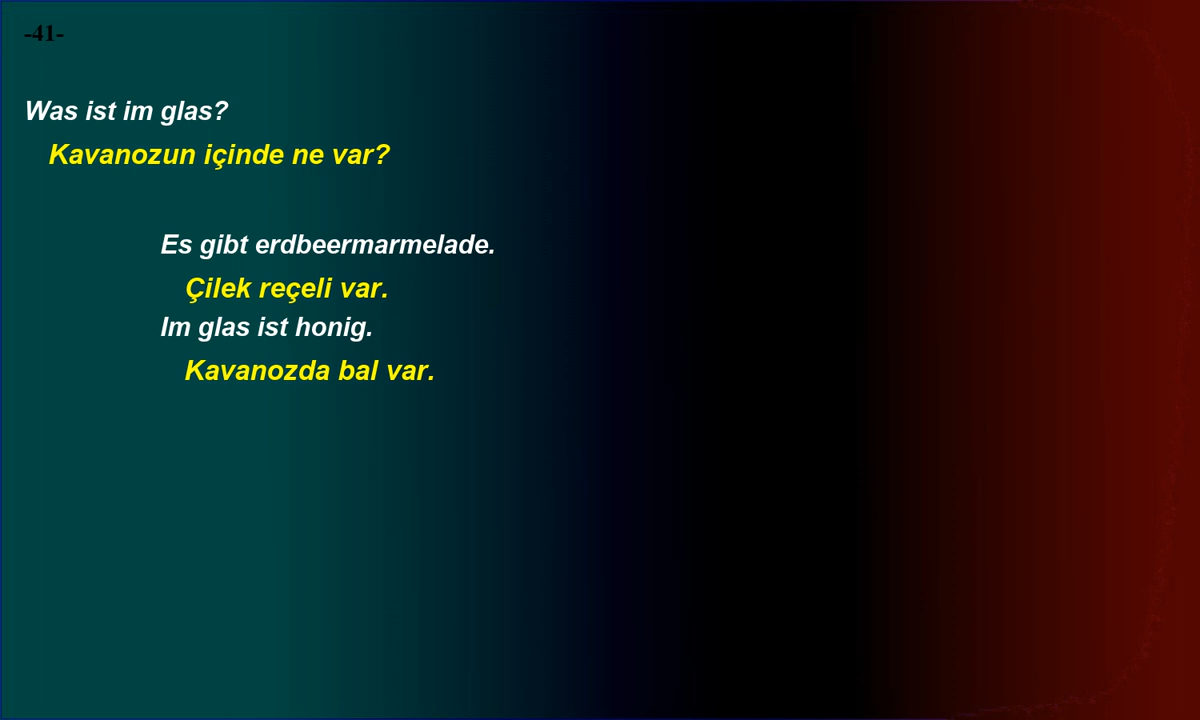 -41-
Was ist im glas?
Kavanozun içinde ne var?
Es gibt erdbeermarmelade.
Çilek reçeli var.
Im glas ist honig.
Kavanozda bal var.